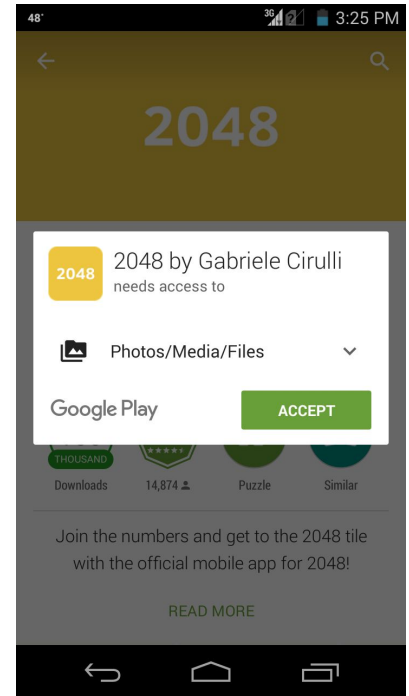 48°
3G
3:25 PM
2048
2048
2048 by Gabriele Cirulli
needs access to
Photos/Media/Files
Google Play
ACCEPT
THOUSAND
Downloads
14,874
Puzzle
Similar
Join the numbers and get to the 2048 tile
with the official mobile app for 2048!
READ MORE